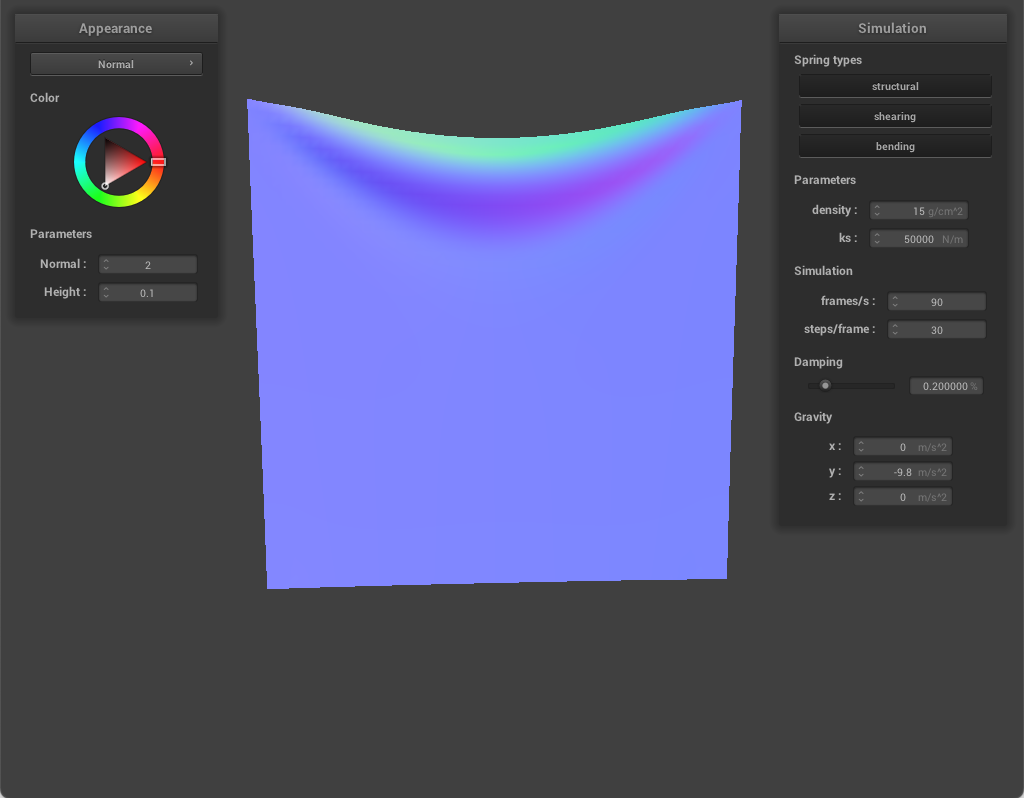 Appearance
Normal
Color
Parameters
Normal : 2
Height : 0.1
Simulation
Spring types
structural
shearing
bending
Parameters
density : 15 g/cm^2
ks : 50000 N/m
Simulation
frames/s : 90
steps/frame : 30
Damping
0.200000 %
Gravity
x : 0 m/s^2
y : -9.8 m/s^2
z : 0 m/s^2